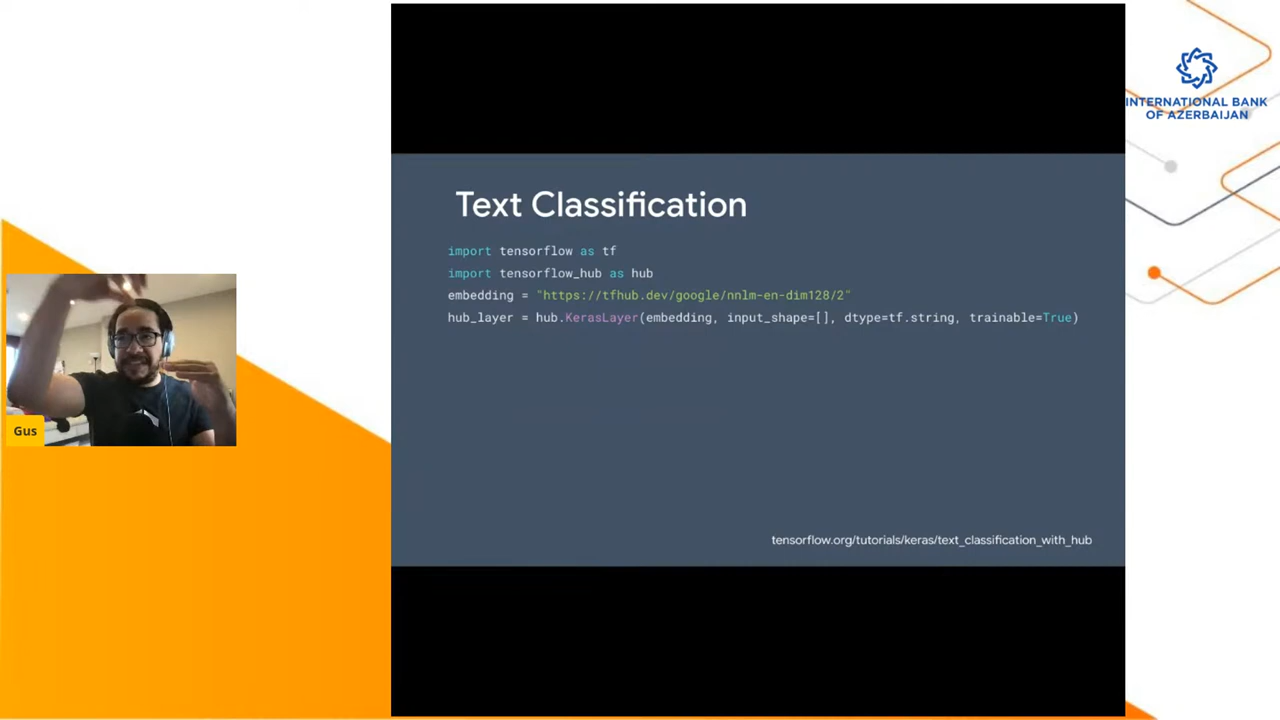 INTERNATIONAL BANK
OF AZERBAIJAN
Text Classification
import tensorflow as tf
import tensorflow_hub as hub
embedding = "https://tfhub.dev/google/nnlm-en-dim128/2"
hub_layer = hub.KerasLayer(embedding, input_shape=[], dtype=tf.string, trainable=True)
Gus
tensorflow.org/tutorials/keras/text_classification_with_hub